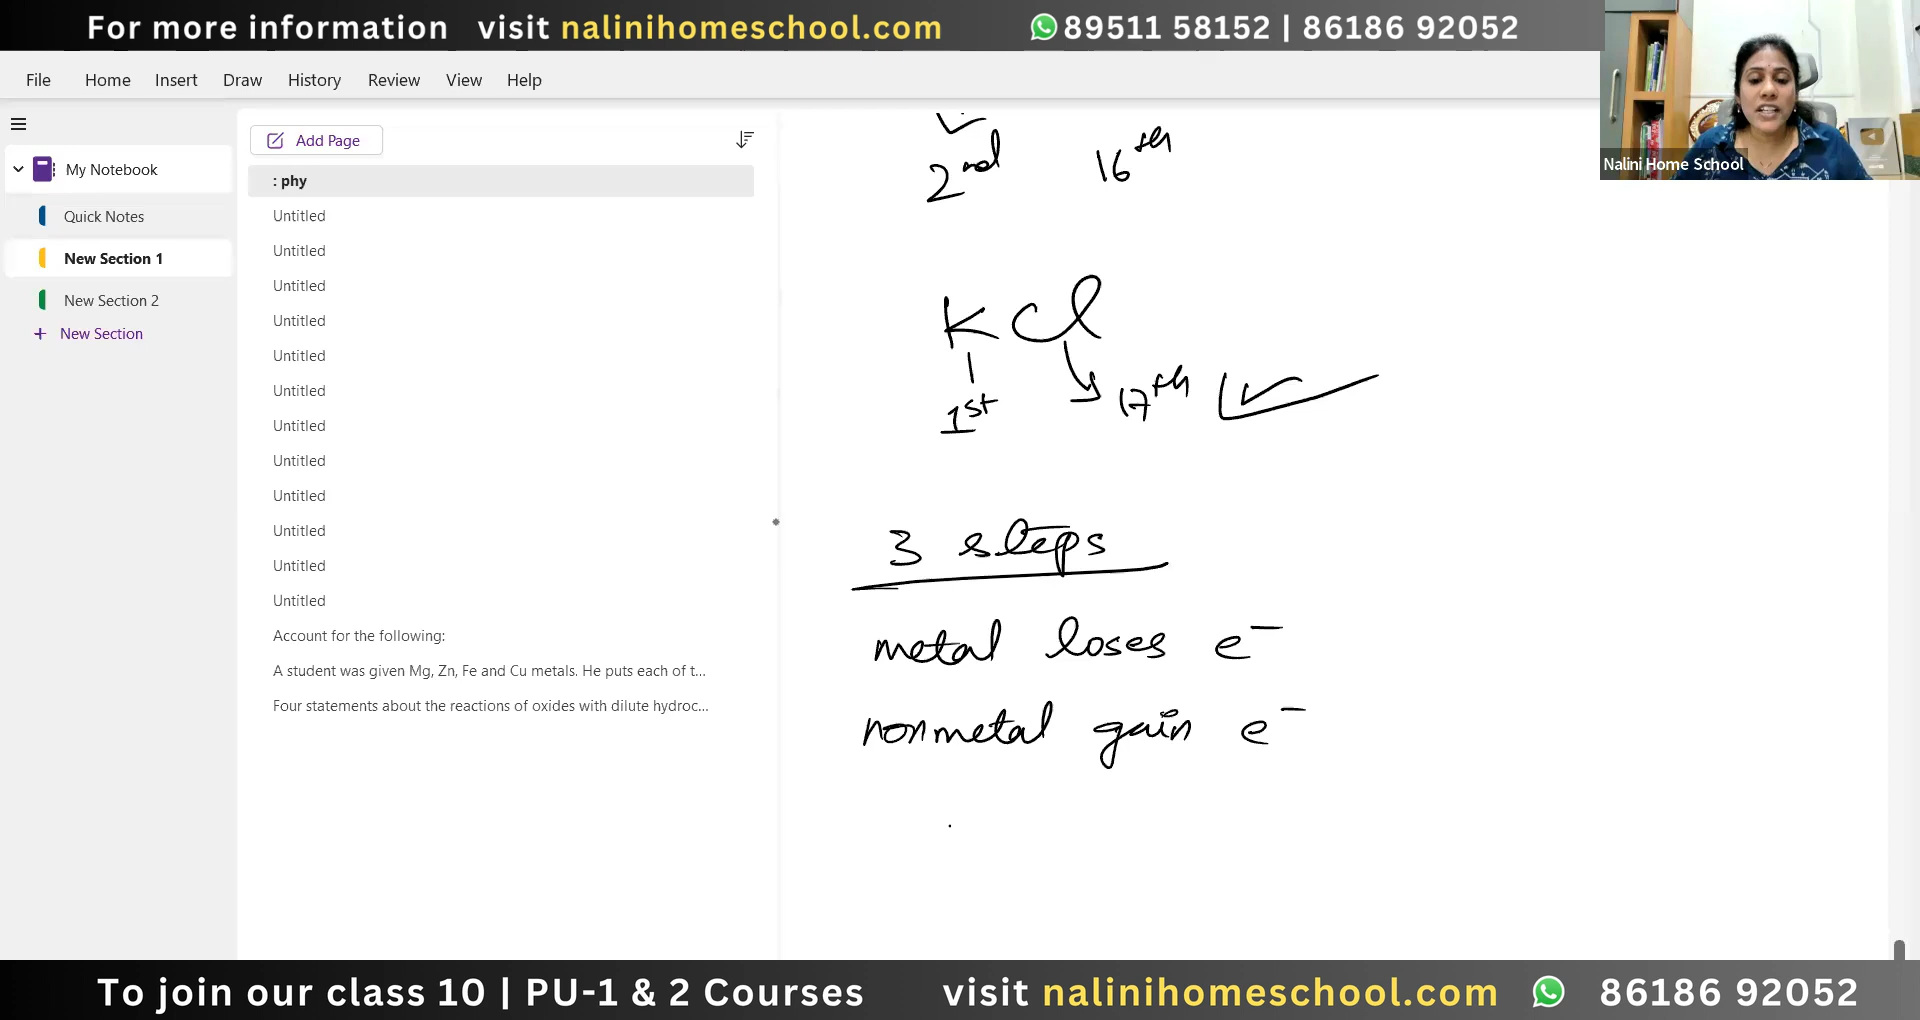 For more information visit nalinihomeschool.com 89511 58152 | 86186 92052
File Home Insert Draw History Review View Help
Nalini Home School
My Notebook
Quick Notes
New Section 1
New Section 2
+ New Section
Add Page
: phy
Untitled
Untitled
Untitled
Untitled
Untitled
Untitled
Untitled
Untitled
Untitled
Untitled
Untitled
Untitled
Account for the following:
A student was given Mg, Zn, Fe and Cu metals. He puts each of t...
Four statements about the reactions of oxides with dilute hydroc...
2nd 16th
KCl
1st 17th
3 steps
metal loses e⁻
nonmetal gain e⁻
To join our class 10 | PU-1 & 2 Courses visit nalinihomeschool.com 86186 92052